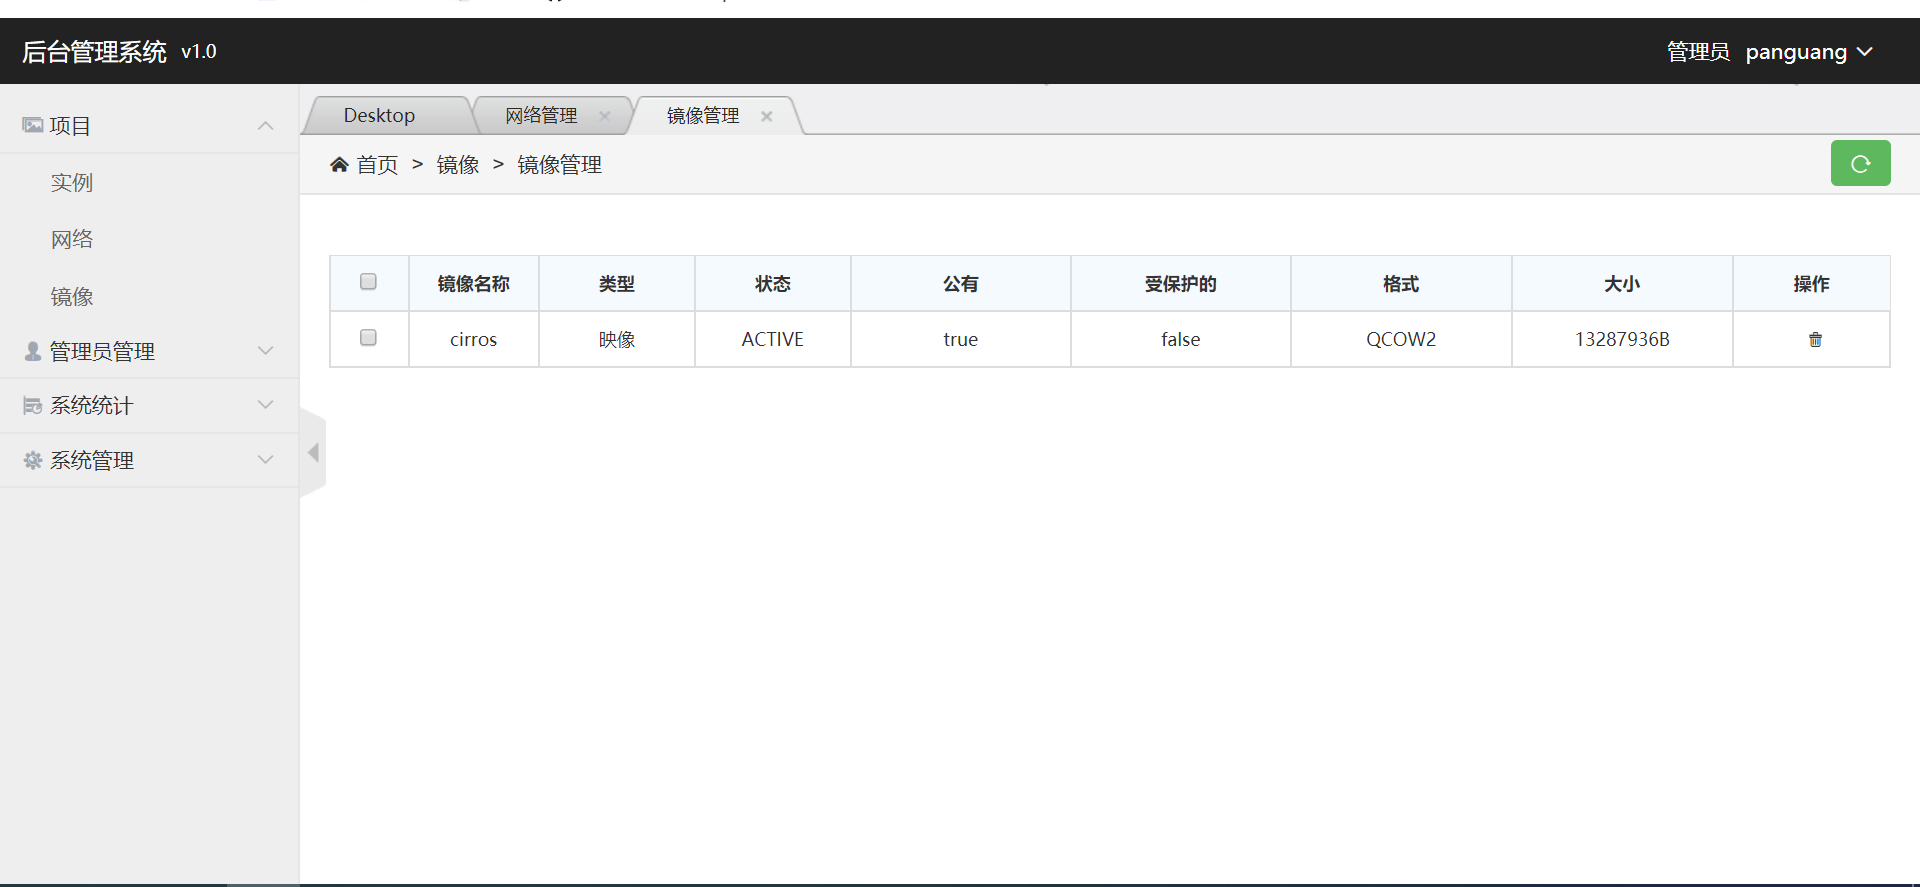 后台管理系统 v1.0
管理员 panguang
项目
实例
网络
镜像
管理员管理
系统统计
系统管理
Desktop 网络管理 镜像管理
首页 > 镜像 > 镜像管理
镜像名称 类型 状态 公有 受保护的 格式 大小 操作
cirros 映像 ACTIVE true false QCOW2 13287936B